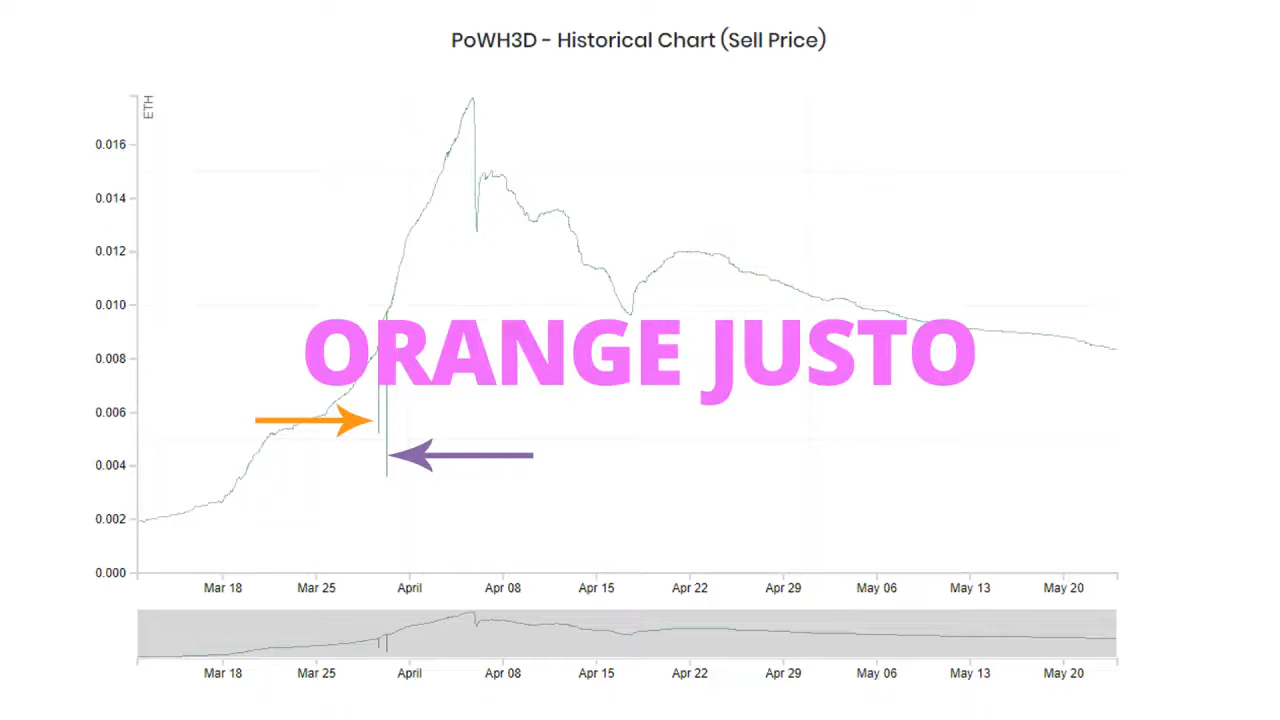 PoWH3D - Historical Chart (Sell Price)
ETH
0.016
0.014
0.012
0.010
0.008
0.006
0.004
0.002
0.000
ORANGE JUSTO
Mar 18 Mar 25 April Apr 08 Apr 15 Apr 22 Apr 29 May 06 May 13 May 20
Mar 18 Mar 25 April Apr 08 Apr 15 Apr 22 Apr 29 May 06 May 13 May 20